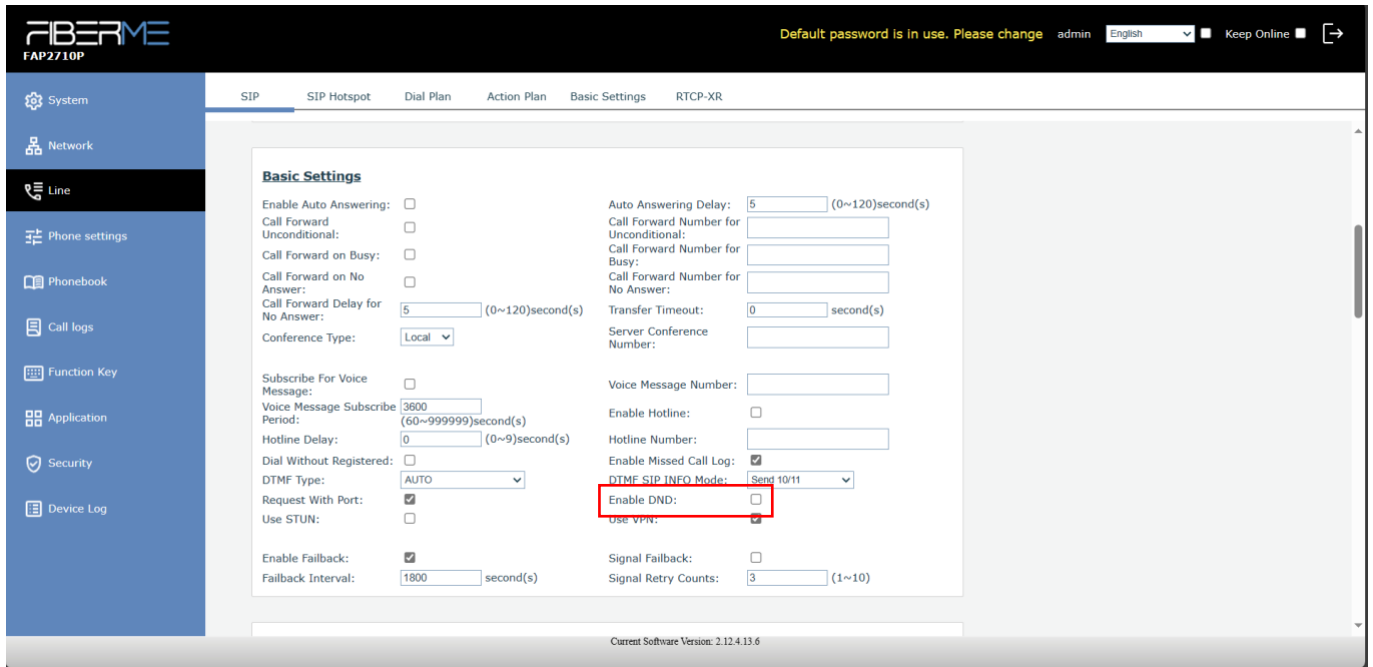 FIBERME
FAP2710P
Default password is in use. Please change admin English Keep Online
System
Network
Line
Phone settings
Phonebook
Call logs
Function Key
Application
Security
Device Log
SIP SIP Hotspot Dial Plan Action Plan Basic Settings RTCP-XR
Basic Settings
Enable Auto Answering: Auto Answering Delay: 5 (0~120)second(s)
Call Forward
Unconditional:
Call Forward Number for
Unconditional:
Call Forward on Busy:
Call Forward Number for
Busy:
Call Forward on No
Answer:
Call Forward Number for
No Answer:
Call Forward Delay for
No Answer: 5 (0~120)second(s)
Transfer Timeout: 0 second(s)
Conference Type: Local
Server Conference
Number:
Subscribe For Voice
Message:
Voice Message Number:
Voice Message Subscribe
Period: 3600
(60~999999)second(s)
Enable Hotline:
Hotline Delay: 0 (0~9)second(s) Hotline Number:
Dial Without Registered: Enable Missed Call Log:
DTMF Type: AUTO DTMF SIP INFO Mode: Send 10/11
Request With Port: Enable DND:
Use STUN: Use VPN:
Enable Failback: Signal Failback:
Failback Interval: 1800 second(s) Signal Retry Counts: 3 (1~10)
Current Software Version: 2.12.4.13.6